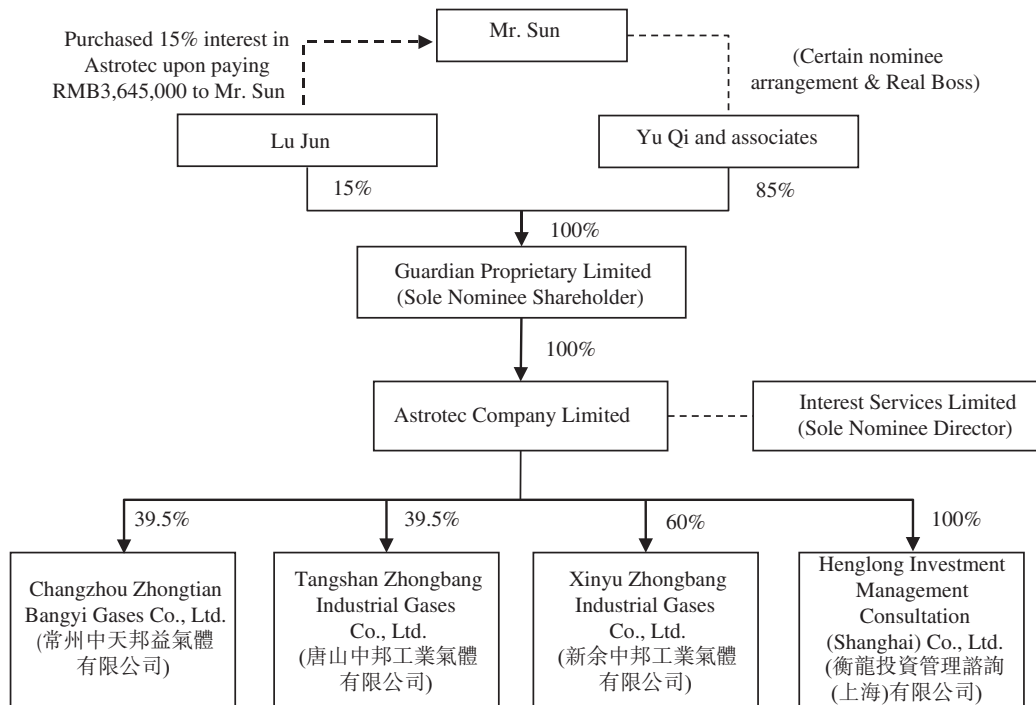 Mr. Sun
Purchased 15% interest in
Astrotec upon paying
RMB3,645,000 to Mr. Sun
(Certain nominee
arrangement & Real Boss)
Lu Jun
Yu Qi and associates
15%
85%
100%
Guardian Proprietary Limited
(Sole Nominee Shareholder)
100%
Astrotec Company Limited
Interest Services Limited
(Sole Nominee Director)
39.5%
39.5%
60%
100%
Changzhou Zhongtian
Bangyi Gases Co., Ltd.
(常州中天邦益氣體
有限公司)
Tangshan Zhongbang
Industrial Gases
Co., Ltd.
(唐山中邦工業氣體
有限公司)
Xinyu Zhongbang
Industrial Gases
Co., Ltd.
(新余中邦工業氣體
有限公司)
Henglong Investment
Management
Consultation
(Shanghai) Co., Ltd.
(衡龍投資管理諮詢
(上海)有限公司)